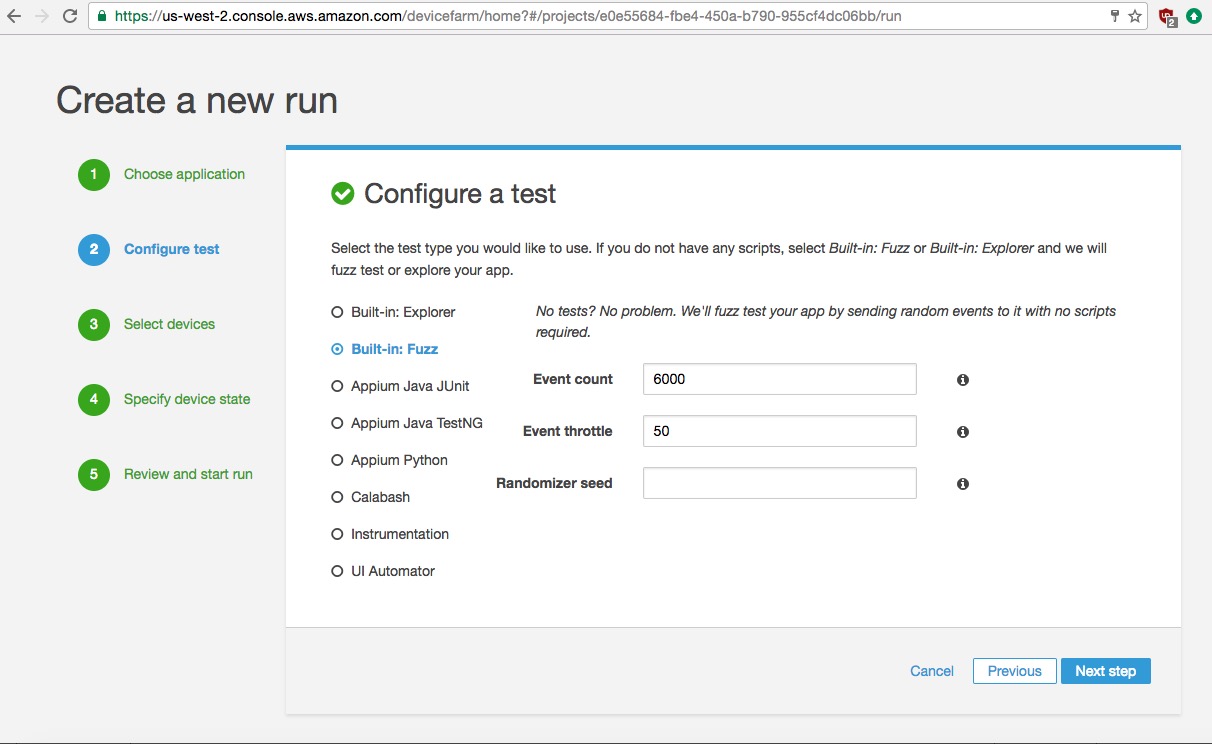 https://us-west-2.console.aws.amazon.com/devicefarm/home?#/projects/e0e55684-fbe4-450a-b790-955cf4dc06bb/run
2
Create a new run
1 Choose application
2 Configure test
3 Select devices
4 Specify device state
5 Review and start run
Configure a test
Select the test type you would like to use. If you do not have any scripts, select Built-in: Fuzz or Built-in: Explorer and we will
fuzz test or explore your app.
Built-in: Explorer
Built-in: Fuzz
Appium Java JUnit
Appium Java TestNG
Appium Python
Calabash
Instrumentation
UI Automator
No tests? No problem. We'll fuzz test your app by sending random events to it with no scripts
required.
Event count 6000
Event throttle 50
Randomizer seed
Cancel Previous Next step